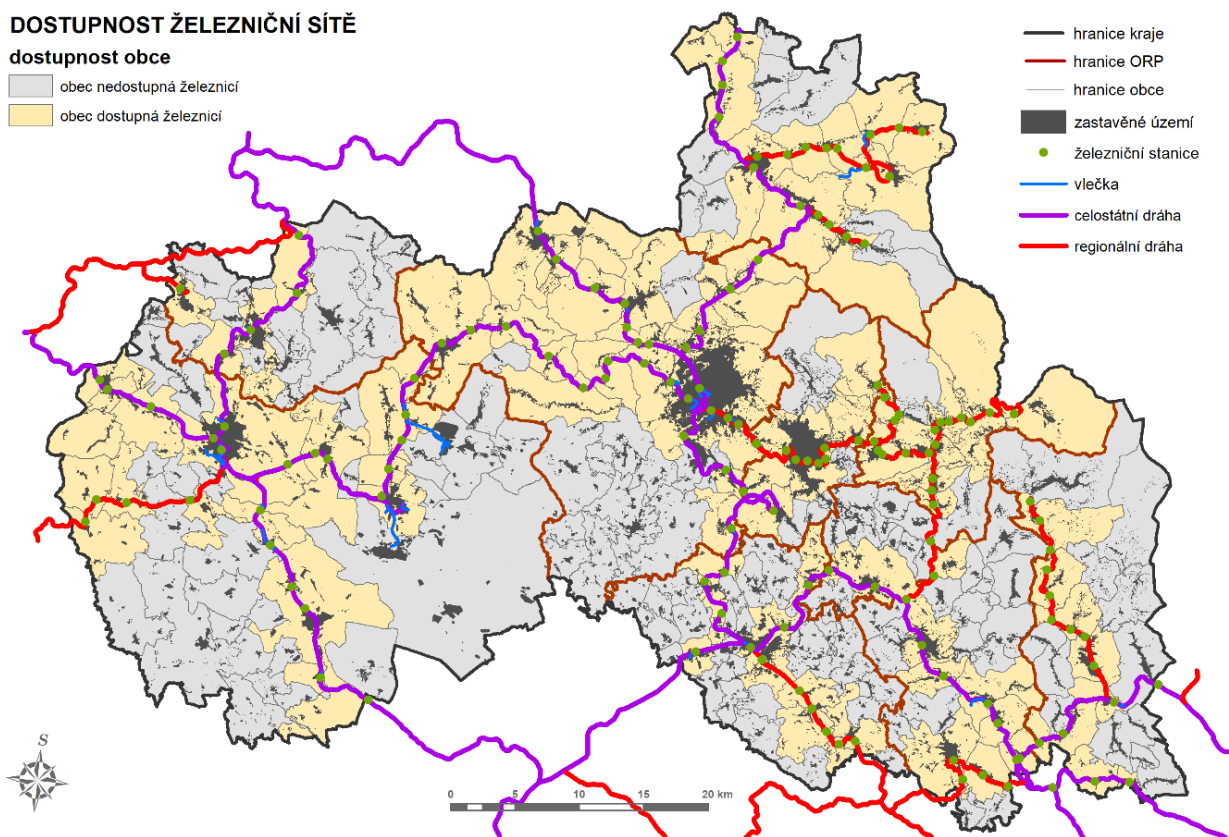 DOSTUPNOST ŽELEZNIČNÍ SÍTĚ
dostupnost obce
obec nedostupná železnicí
obec dostupná železnicí
hranice kraje
hranice ORP
hranice obce
zastavěné území
železniční stanice
vlečka
celostátní dráha
regionální dráha
S
0 5 10 15 20 km